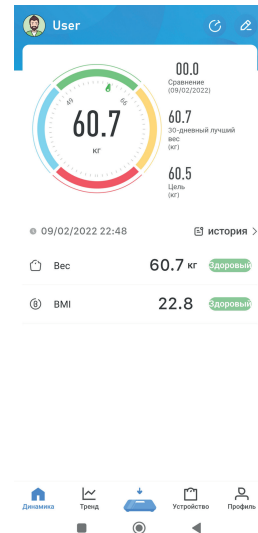 User
00.0
Сравнение
(09/02/2022)
49
66
60.7
кг
60.7
30-дневный лучший
вес
(кг)
60.5
Цель
(кг)
09/02/2022 22:48
история >
Вес
60.7 кг
Здоровый
BMI
22.8
Здоровый
Динамика
Тренд
Устройство
Профиль